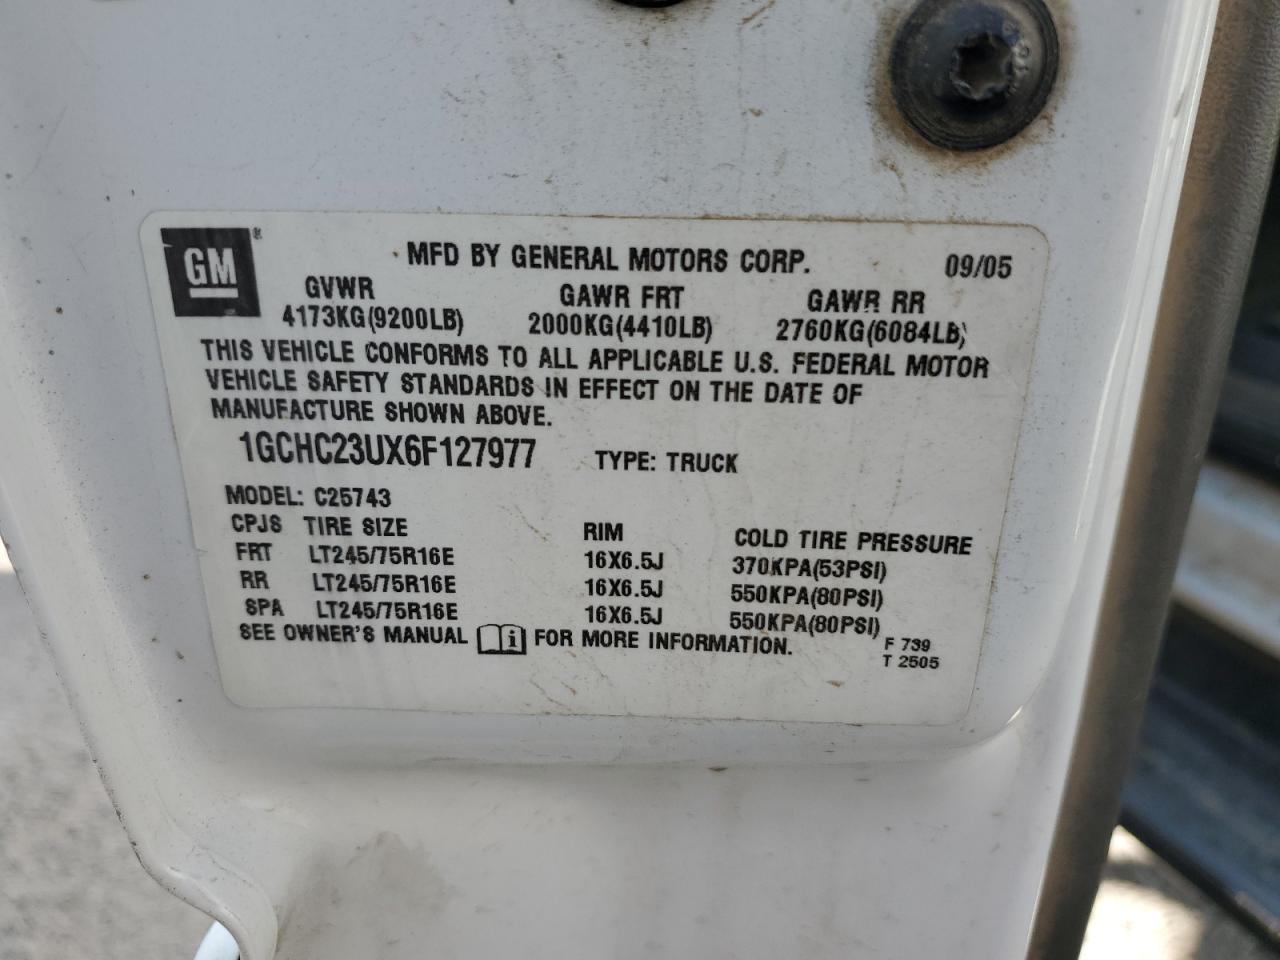 GM®
MFD BY GENERAL MOTORS CORP. 09/05
GVWR GAWR FRT GAWR RR
4173KG(9200LB) 2000KG(4410LB) 2760KG(6084LB)
THIS VEHICLE CONFORMS TO ALL APPLICABLE U.S. FEDERAL MOTOR
VEHICLE SAFETY STANDARDS IN EFFECT ON THE DATE OF
MANUFACTURE SHOWN ABOVE.
1GCHC23UX6F127977 TYPE: TRUCK
MODEL: C25743
CPJS TIRE SIZE RIM COLD TIRE PRESSURE
FRT LT245/75R16E 16X6.5J 370KPA(53PSI)
RR LT245/75R16E 16X6.5J 550KPA(80PSI)
SPA LT245/75R16E 16X6.5J 550KPA(80PSI)
SEE OWNER'S MANUAL i FOR MORE INFORMATION. F 739
T 2505